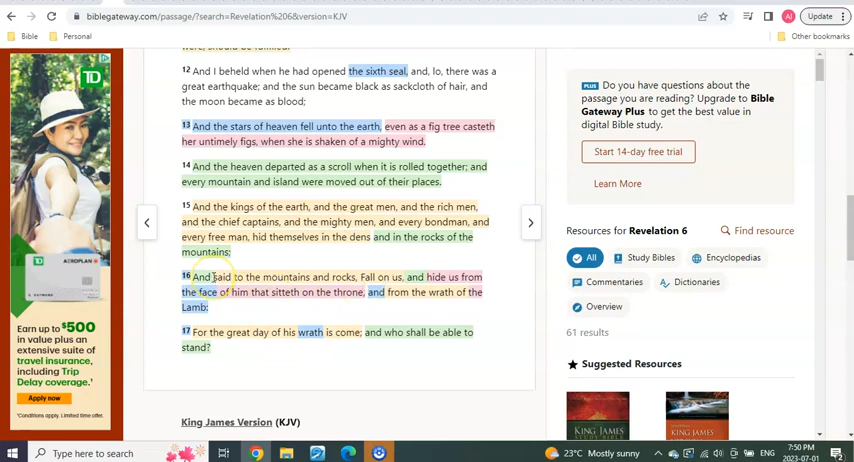 biblegateway.com/passage/?search=Revelation%206&version=KJV
AI
Update
Bible
Personal
Other bookmarks
were, should be fulfilled.
12 And I beheld when he had opened the sixth seal, and, lo, there was a
great earthquake; and the sun became black as sackcloth of hair, and
the moon became as blood;
13 And the stars of heaven fell unto the earth, even as a fig tree casteth
her untimely figs, when she is shaken of a mighty wind.
14 And the heaven departed as a scroll when it is rolled together; and
every mountain and island were moved out of their places.
15 And the kings of the earth, and the great men, and the rich men,
and the chief captains, and the mighty men, and every bondman, and
every free man, hid themselves in the dens and in the rocks of the
mountains;
16 And said to the mountains and rocks, Fall on us, and hide us from
the face of him that sitteth on the throne, and from the wrath of the
Lamb:
17 For the great day of his wrath is come; and who shall be able to
stand?
King James Version (KJV)
TD
TD
AEROPLAN
Earn up to $500
in value plus an
extensive suite of
travel insurance,
including Trip
Delay coverage.¹
Apply now
¹Conditions apply. Limited time offer.
PLUS Do you have questions about the
passage you are reading? Upgrade to Bible
Gateway Plus to get the best value in
digital Bible study.
Start 14-day free trial
Learn More
Resources for Revelation 6
Find resource
All
Study Bibles
Encyclopedias
Commentaries
Dictionaries
Overview
61 results
Suggested Resources
KING JAMES
KING JAMES
Type here to search
23°C Mostly sunny
ENG
7:50 PM
2023-07-01
2